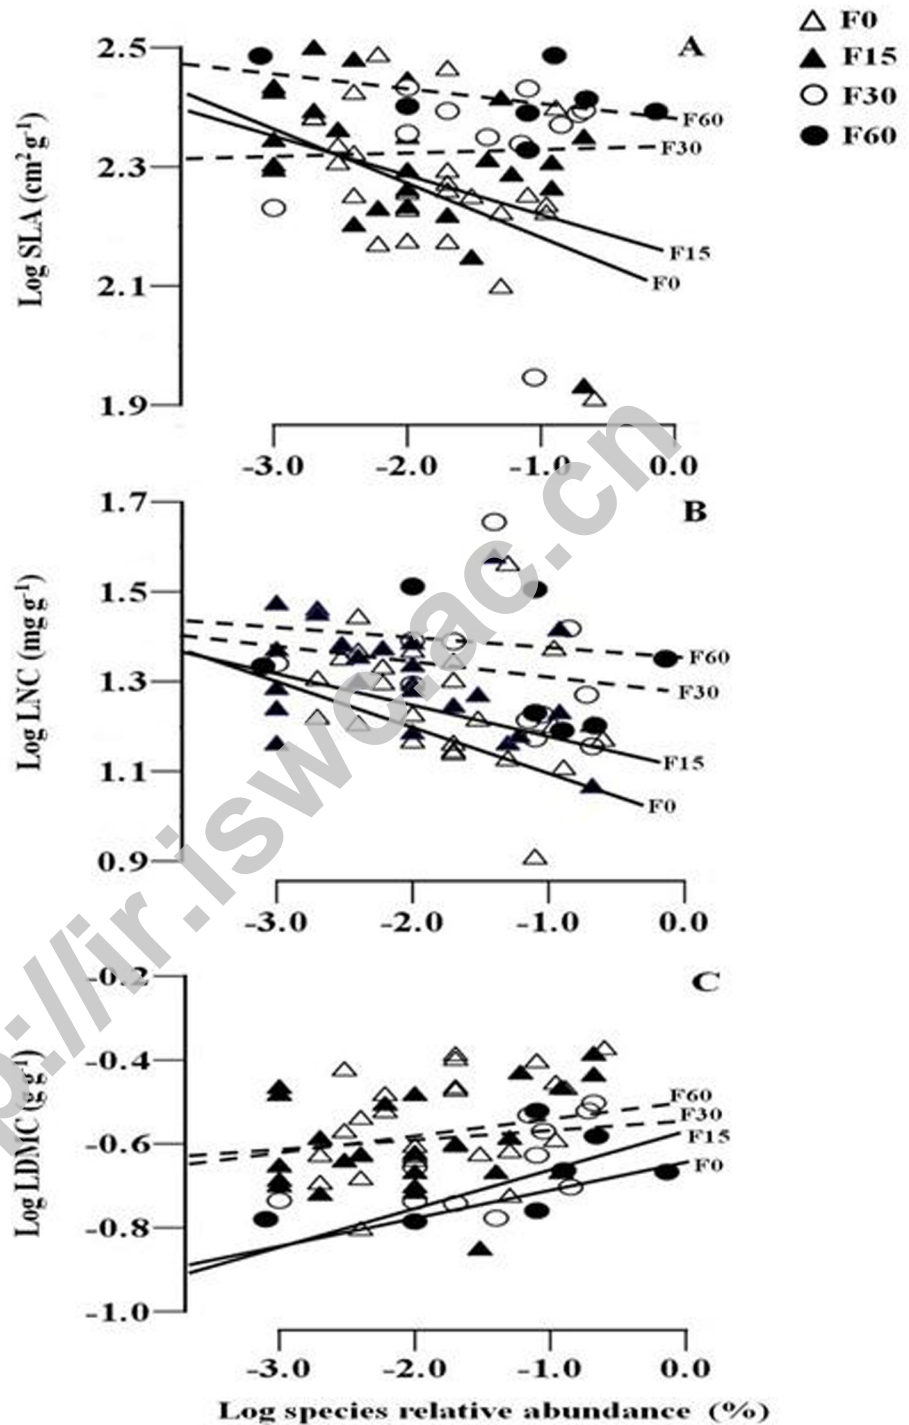 F0
F15
F30
F60
A
2.5
2.3
2.1
1.9
Log SLA (cm² g⁻¹)
F60
F30
F15
F0
-3.0 -2.0 -1.0 0.0
B
1.7
1.5
1.3
1.1
0.9
Log LNC (mg g⁻¹)
F60
F30
F15
F0
-3.0 -2.0 -1.0 0.0
C
-0.2
-0.4
-0.6
-0.8
-1.0
Log LDMC (g g⁻¹)
F60
F30
F15
F0
-3.0 -2.0 -1.0 0.0
Log species relative abundance (%)
p://ir.iswc.ac.cn